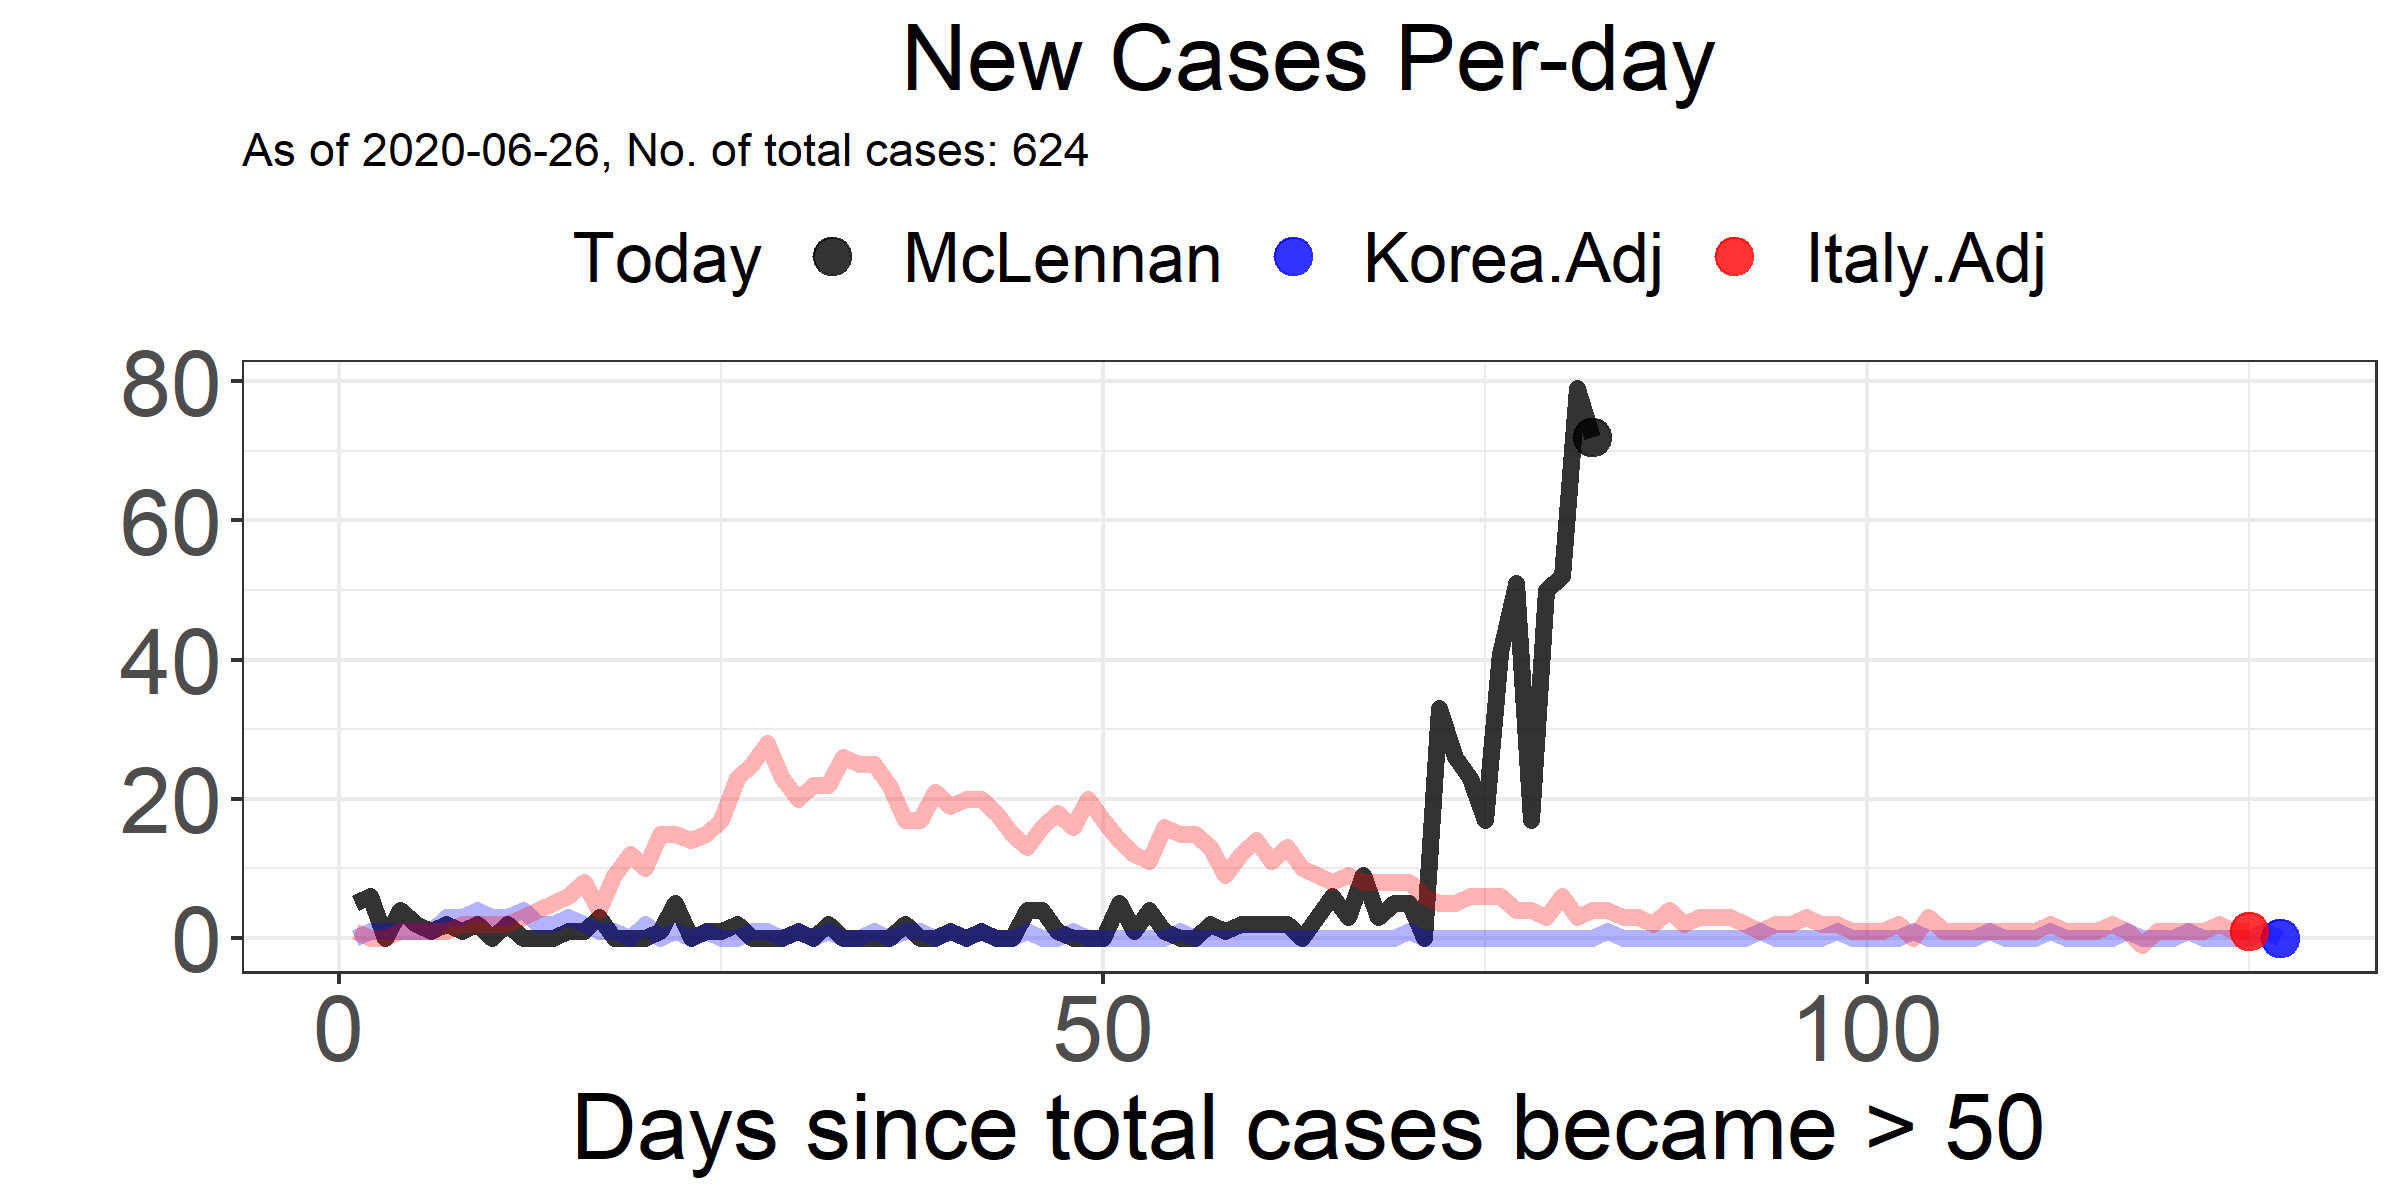 New Cases Per-day
As of 2020-06-26, No. of total cases: 624
Today McLennan Korea.Adj Italy.Adj
80
60
40
20
0
0 50 100
Days since total cases became > 50